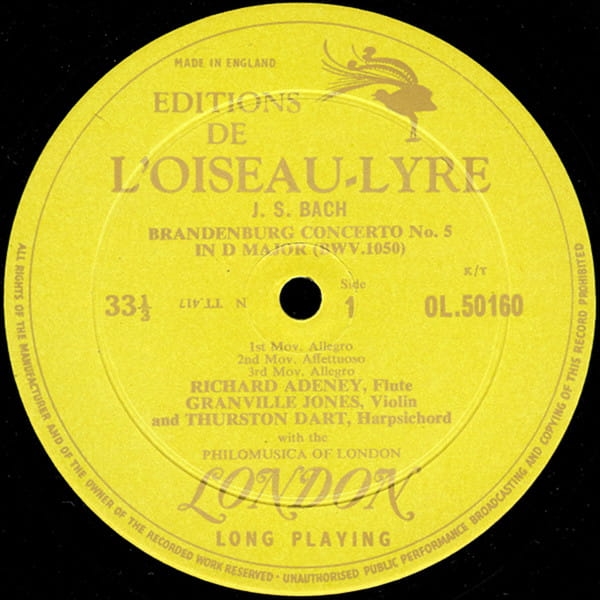 MADE IN ENGLAND
EDITIONS
DE
L'OISEAU-LYRE
J. S. BACH
BRANDENBURG CONCERTO No. 5
IN D MAJOR (BWV.1050)
K/T
33⅓
TT.417 N
Side
1
OL.50160
1st Mov. Allegro
2nd Mov. Affettuoso
3rd Mov. Allegro
RICHARD ADENEY, Flute
GRANVILLE JONES, Violin
and THURSTON DART, Harpsichord
with the
PHILOMUSICA OF LONDON
LONDON
LONG PLAYING
ALL RIGHTS OF THE MANUFACTURER AND OF THE OWNER OF THE RECORDED WORK RESERVED · UNAUTHORISED PUBLIC PERFORMANCE BROADCASTING AND COPYING OF THIS RECORD PROHIBITED